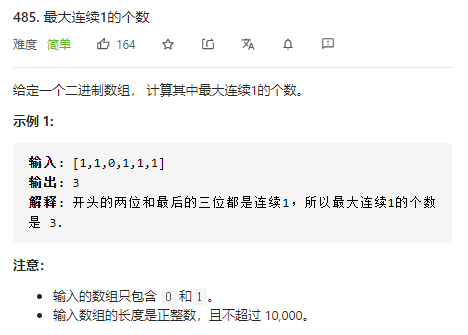 485. 最大连续1的个数
难度 简单 164
给定一个二进制数组， 计算其中最大连续1的个数。
示例 1:
输入: [1,1,0,1,1,1]
输出: 3
解释: 开头的两位和最后的三位都是连续1，所以最大连续1的个数
是 3.
注意：
• 输入的数组只包含 0 和1 。
• 输入数组的长度是正整数，且不超过 10,000。